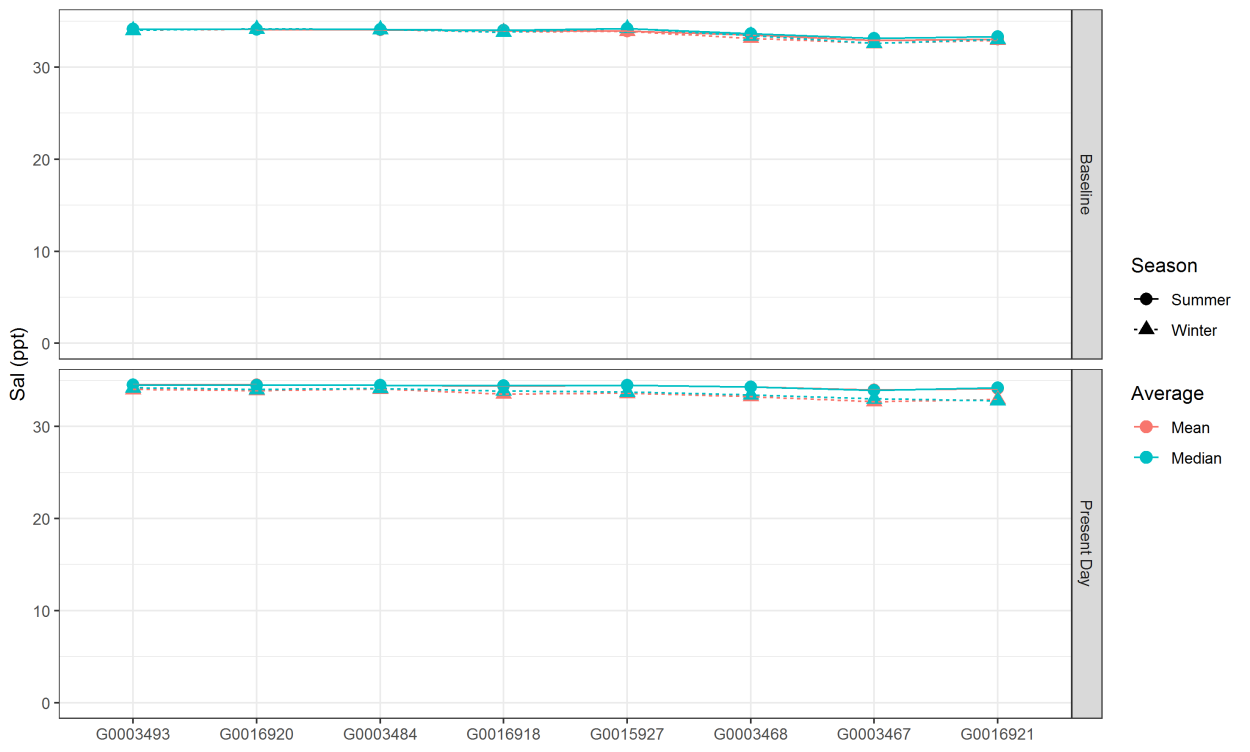 30
20
10
0
Baseline
Sal (ppt)
30
20
10
0
Present Day
G0003493 G0016920 G0003484 G0016918 G0015927 G0003468 G0003467 G0016921
Season
Summer
Winter
Average
Mean
Median